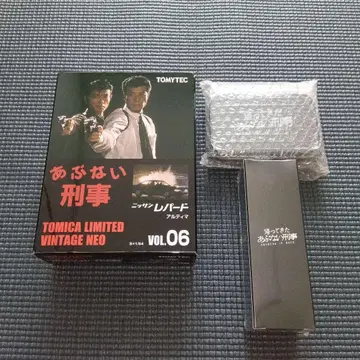 TOMYTEC
あぶない
刑事
ニッサン
レパード
アルティマ
TOMICA LIMITED
VINTAGE NEO
VOL.06
帰ってきた
あぶない刑事